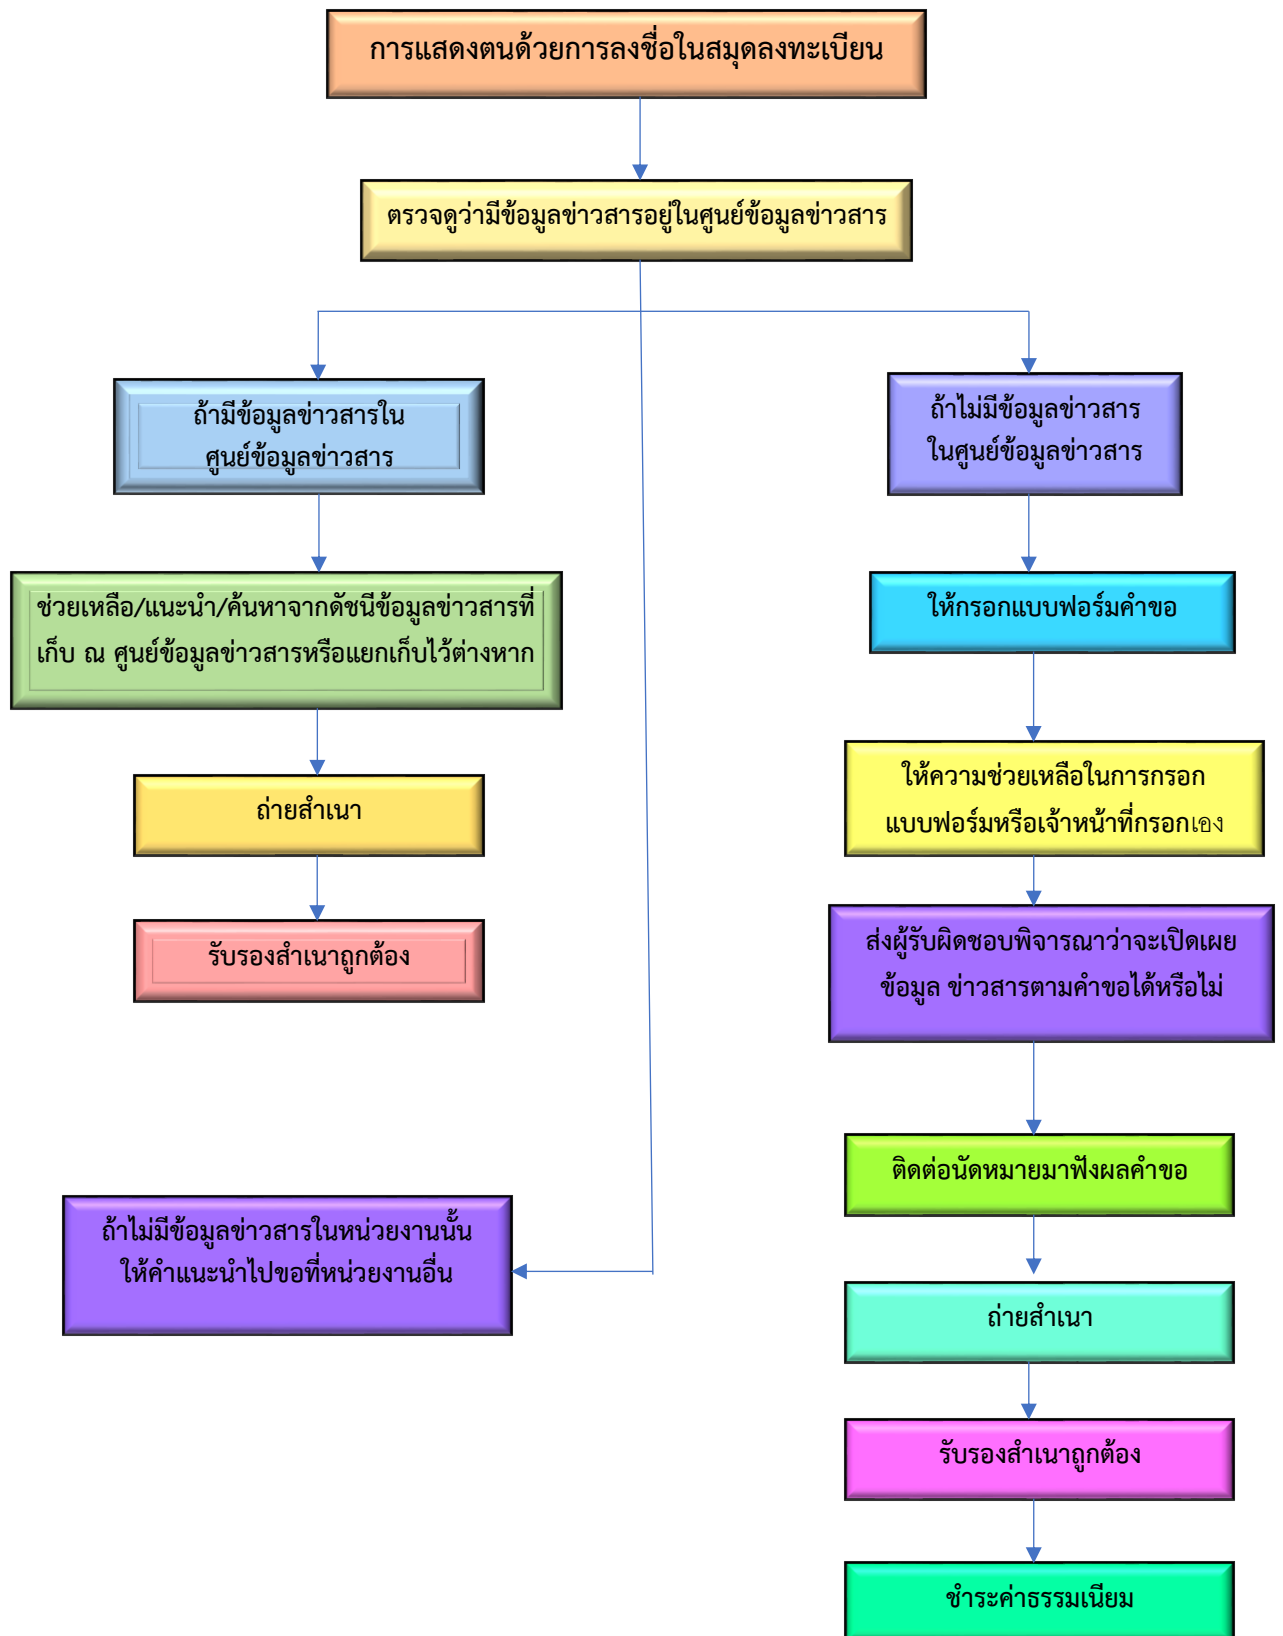 การแสดงตนด้วยการลงชื่อในสมุดลงทะเบียน
ตรวจดูว่ามีข้อมูลข่าวสารอยู่ในศูนย์ข้อมูลข่าวสาร
ถ้ามีข้อมูลข่าวสารใน
ศูนย์ข้อมูลข่าวสาร
ช่วยเหลือ/แนะนำ/ค้นหาจากดัชนีข้อมูลข่าวสารที่
เก็บ ณ ศูนย์ข้อมูลข่าวสารหรือแยกเก็บไว้ต่างหาก
ถ่ายสำเนา
รับรองสำเนาถูกต้อง
ถ้าไม่มีข้อมูลข่าวสารในหน่วยงานนั้น
ให้คำแนะนำไปขอที่หน่วยงานอื่น
ถ้าไม่มีข้อมูลข่าวสาร
ในศูนย์ข้อมูลข่าวสาร
ให้กรอกแบบฟอร์มคำขอ
ให้ความช่วยเหลือในการกรอก
แบบฟอร์มหรือเจ้าหน้าที่กรอกเอง
ส่งผู้รับผิดชอบพิจารณาว่าจะเปิดเผย
ข้อมูล ข่าวสารตามคำขอได้หรือไม่
ติดต่อนัดหมายมาฟังผลคำขอ
ถ่ายสำเนา
รับรองสำเนาถูกต้อง
ชำระค่าธรรมเนียม